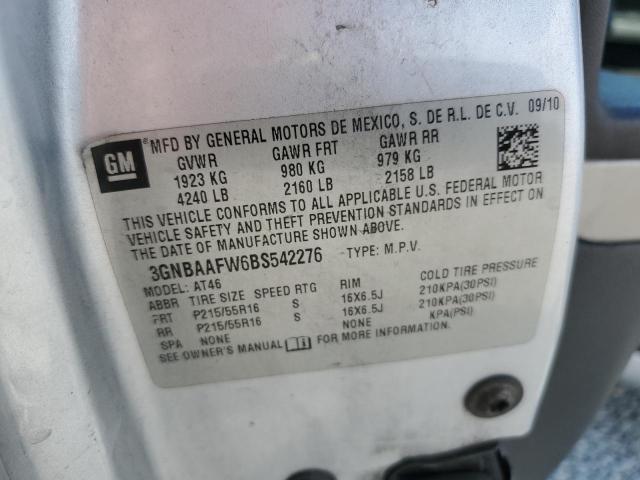 GM
MFD BY GENERAL MOTORS DE MEXICO, S. DE R.L. DE C.V. 09/10
GVWR GAWR FRT GAWR RR
1923 KG 980 KG 979 KG
4240 LB 2160 LB 2158 LB
THIS VEHICLE CONFORMS TO ALL APPLICABLE U.S. FEDERAL MOTOR
VEHICLE SAFETY AND THEFT PREVENTION STANDARDS IN EFFECT ON
THE DATE OF MANUFACTURE SHOWN ABOVE.
3GNBAAFW6BS542276 TYPE: M.P.V.
MODEL: AT46
ABBR TIRE SIZE SPEED RTG RIM COLD TIRE PRESSURE
FRT P215/55R16 S 16X6.5J 210KPA(30PSI)
RR P215/55R16 S 16X6.5J 210KPA(30PSI)
SPA NONE NONE KPA(PSI)
SEE OWNER'S MANUAL FOR MORE INFORMATION.